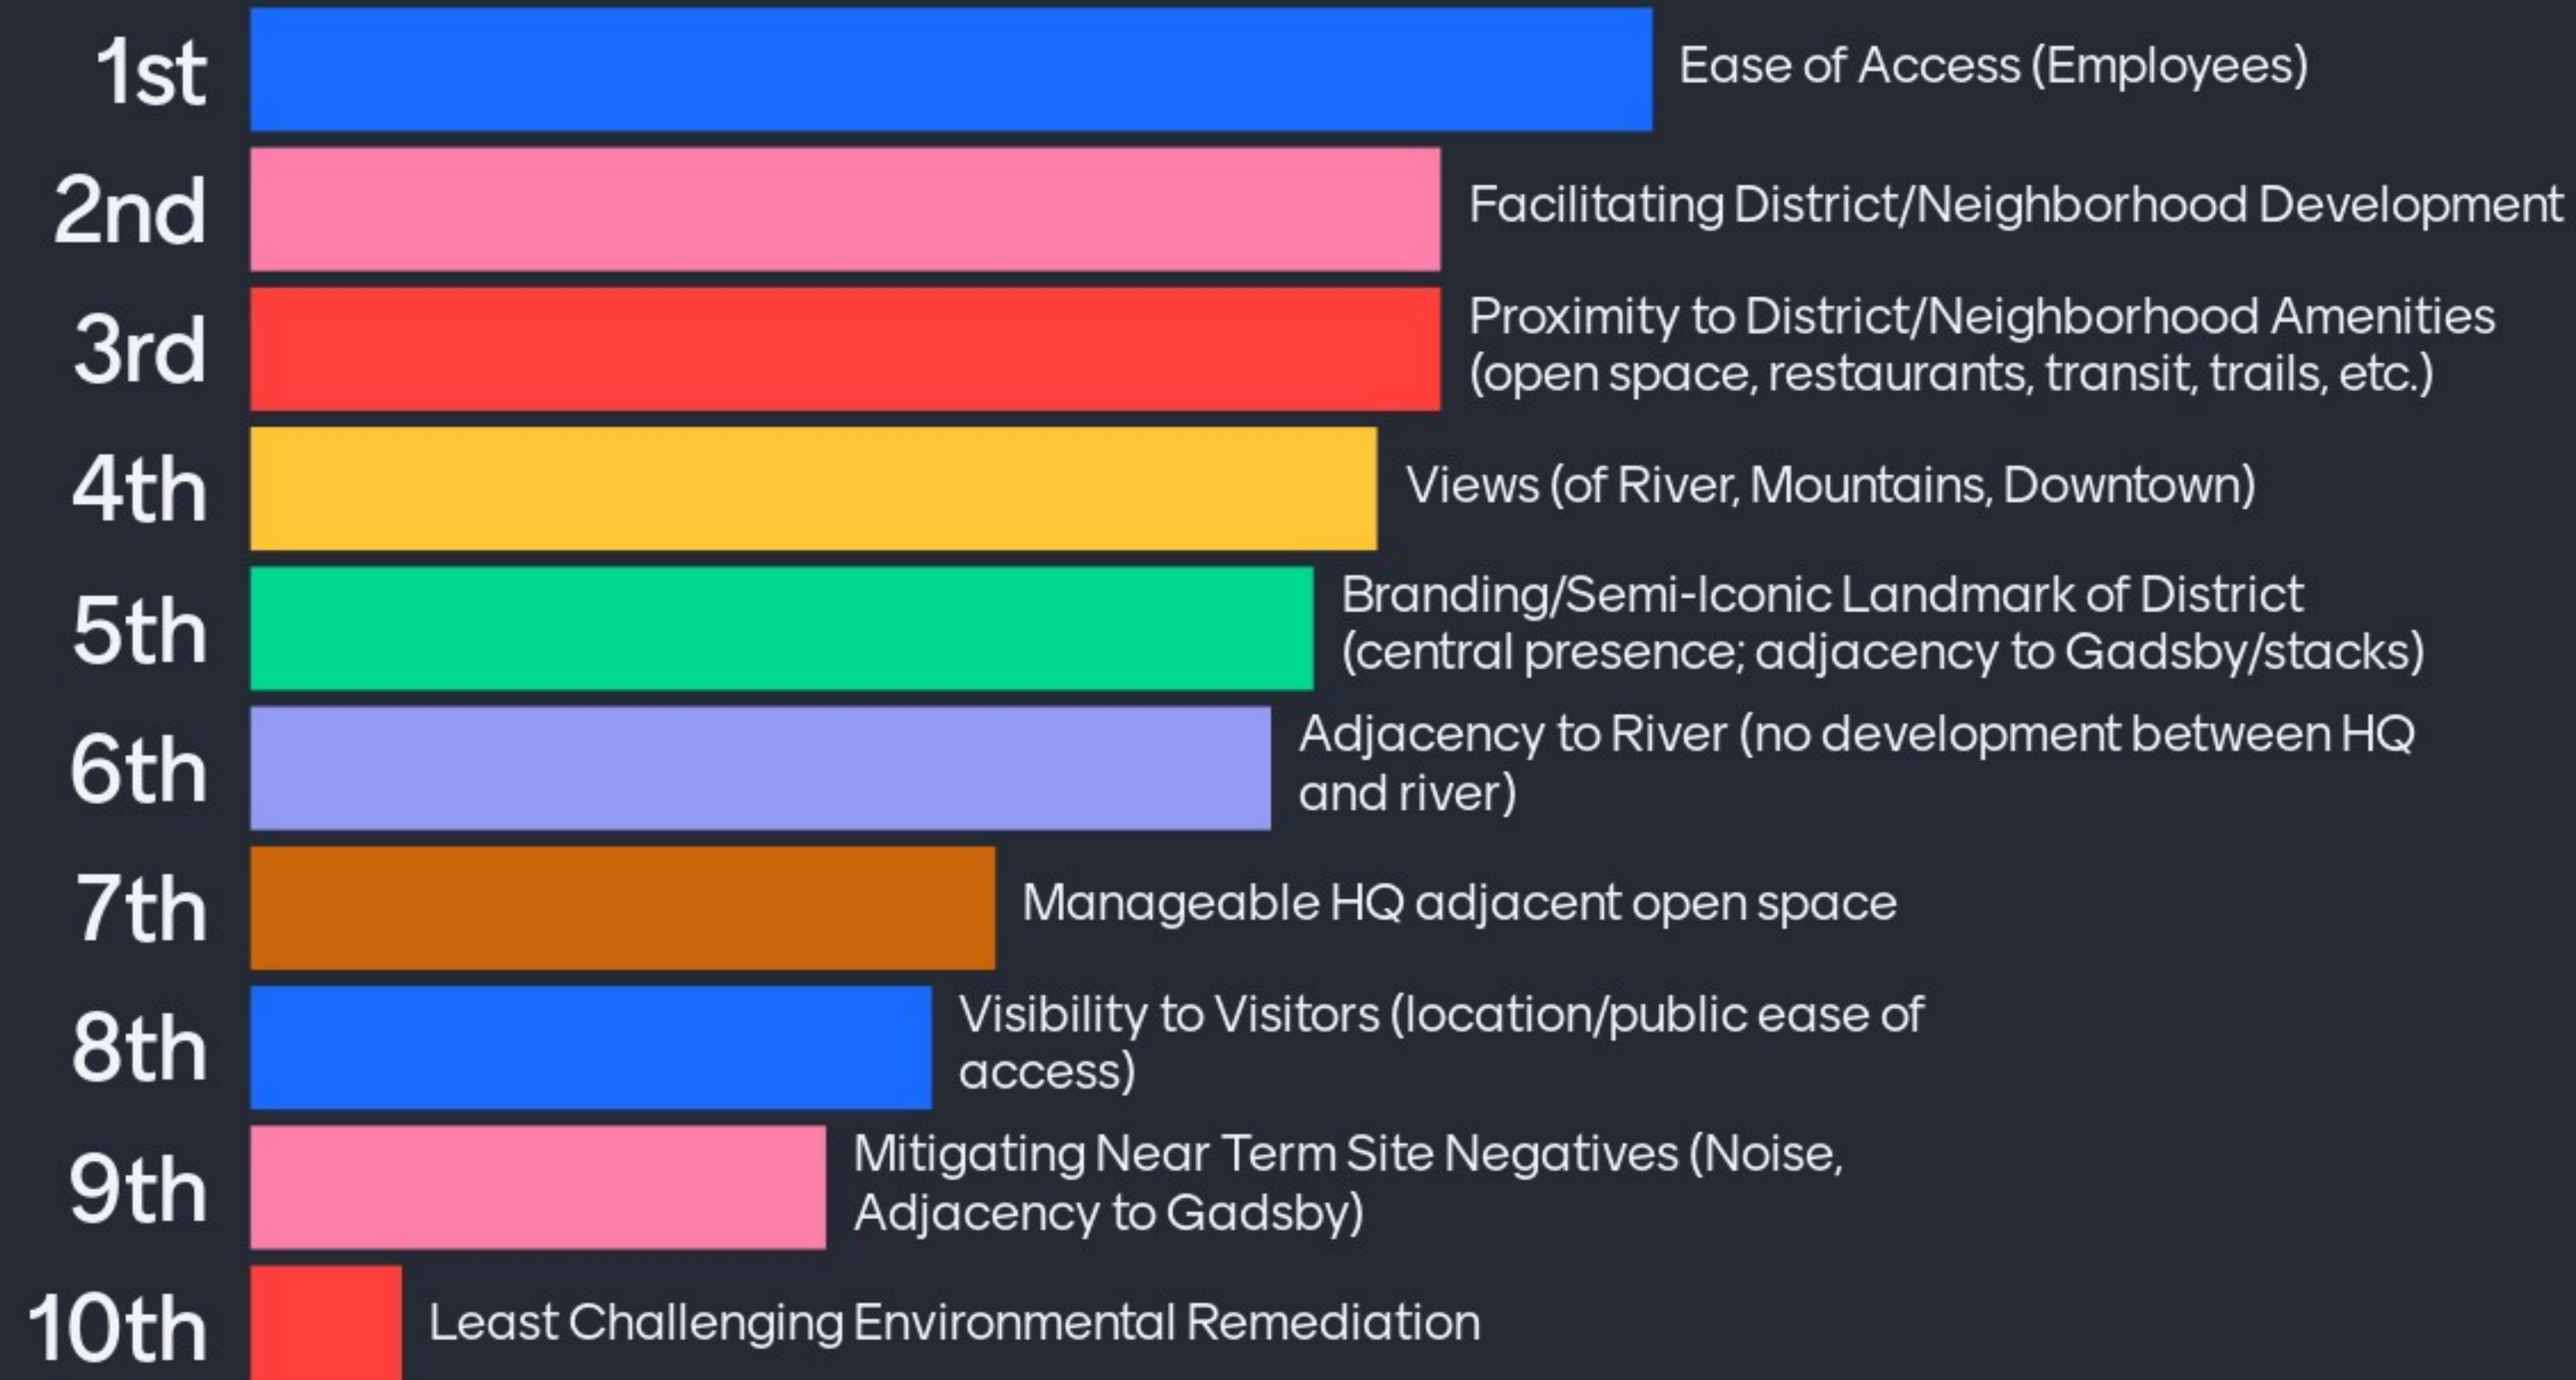 1st
Ease of Access (Employees)
2nd
Facilitating District/Neighborhood Development
3rd
Proximity to District/Neighborhood Amenities
(open space, restaurants, transit, trails, etc.)
4th
Views (of River, Mountains, Downtown)
5th
Branding/Semi-Iconic Landmark of District
(central presence; adjacency to Gadsby/stacks)
6th
Adjacency to River (no development between HQ
and river)
7th
Manageable HQ adjacent open space
8th
Visibility to Visitors (location/public ease of
access)
9th
Mitigating Near Term Site Negatives (Noise,
Adjacency to Gadsby)
10th
Least Challenging Environmental Remediation